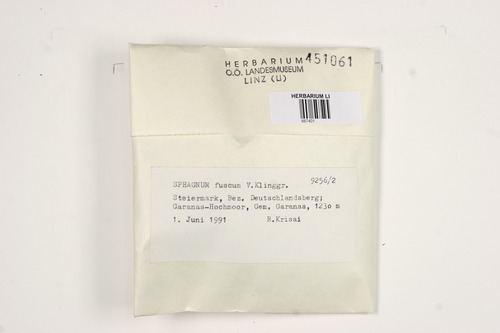 HERBARIUM 451061
O.Ö. LANDESMUSEUM
LINZ (LI)
HERBARIUM LI
SPHAGNUM fuscum V.Klinggr. 9256/2
Steiermark, Bez. Deutschlandsberg;
Garanas-Hochmoor, Gem. Garanas, 1230 m
1. Juni 1991 R.Krisai